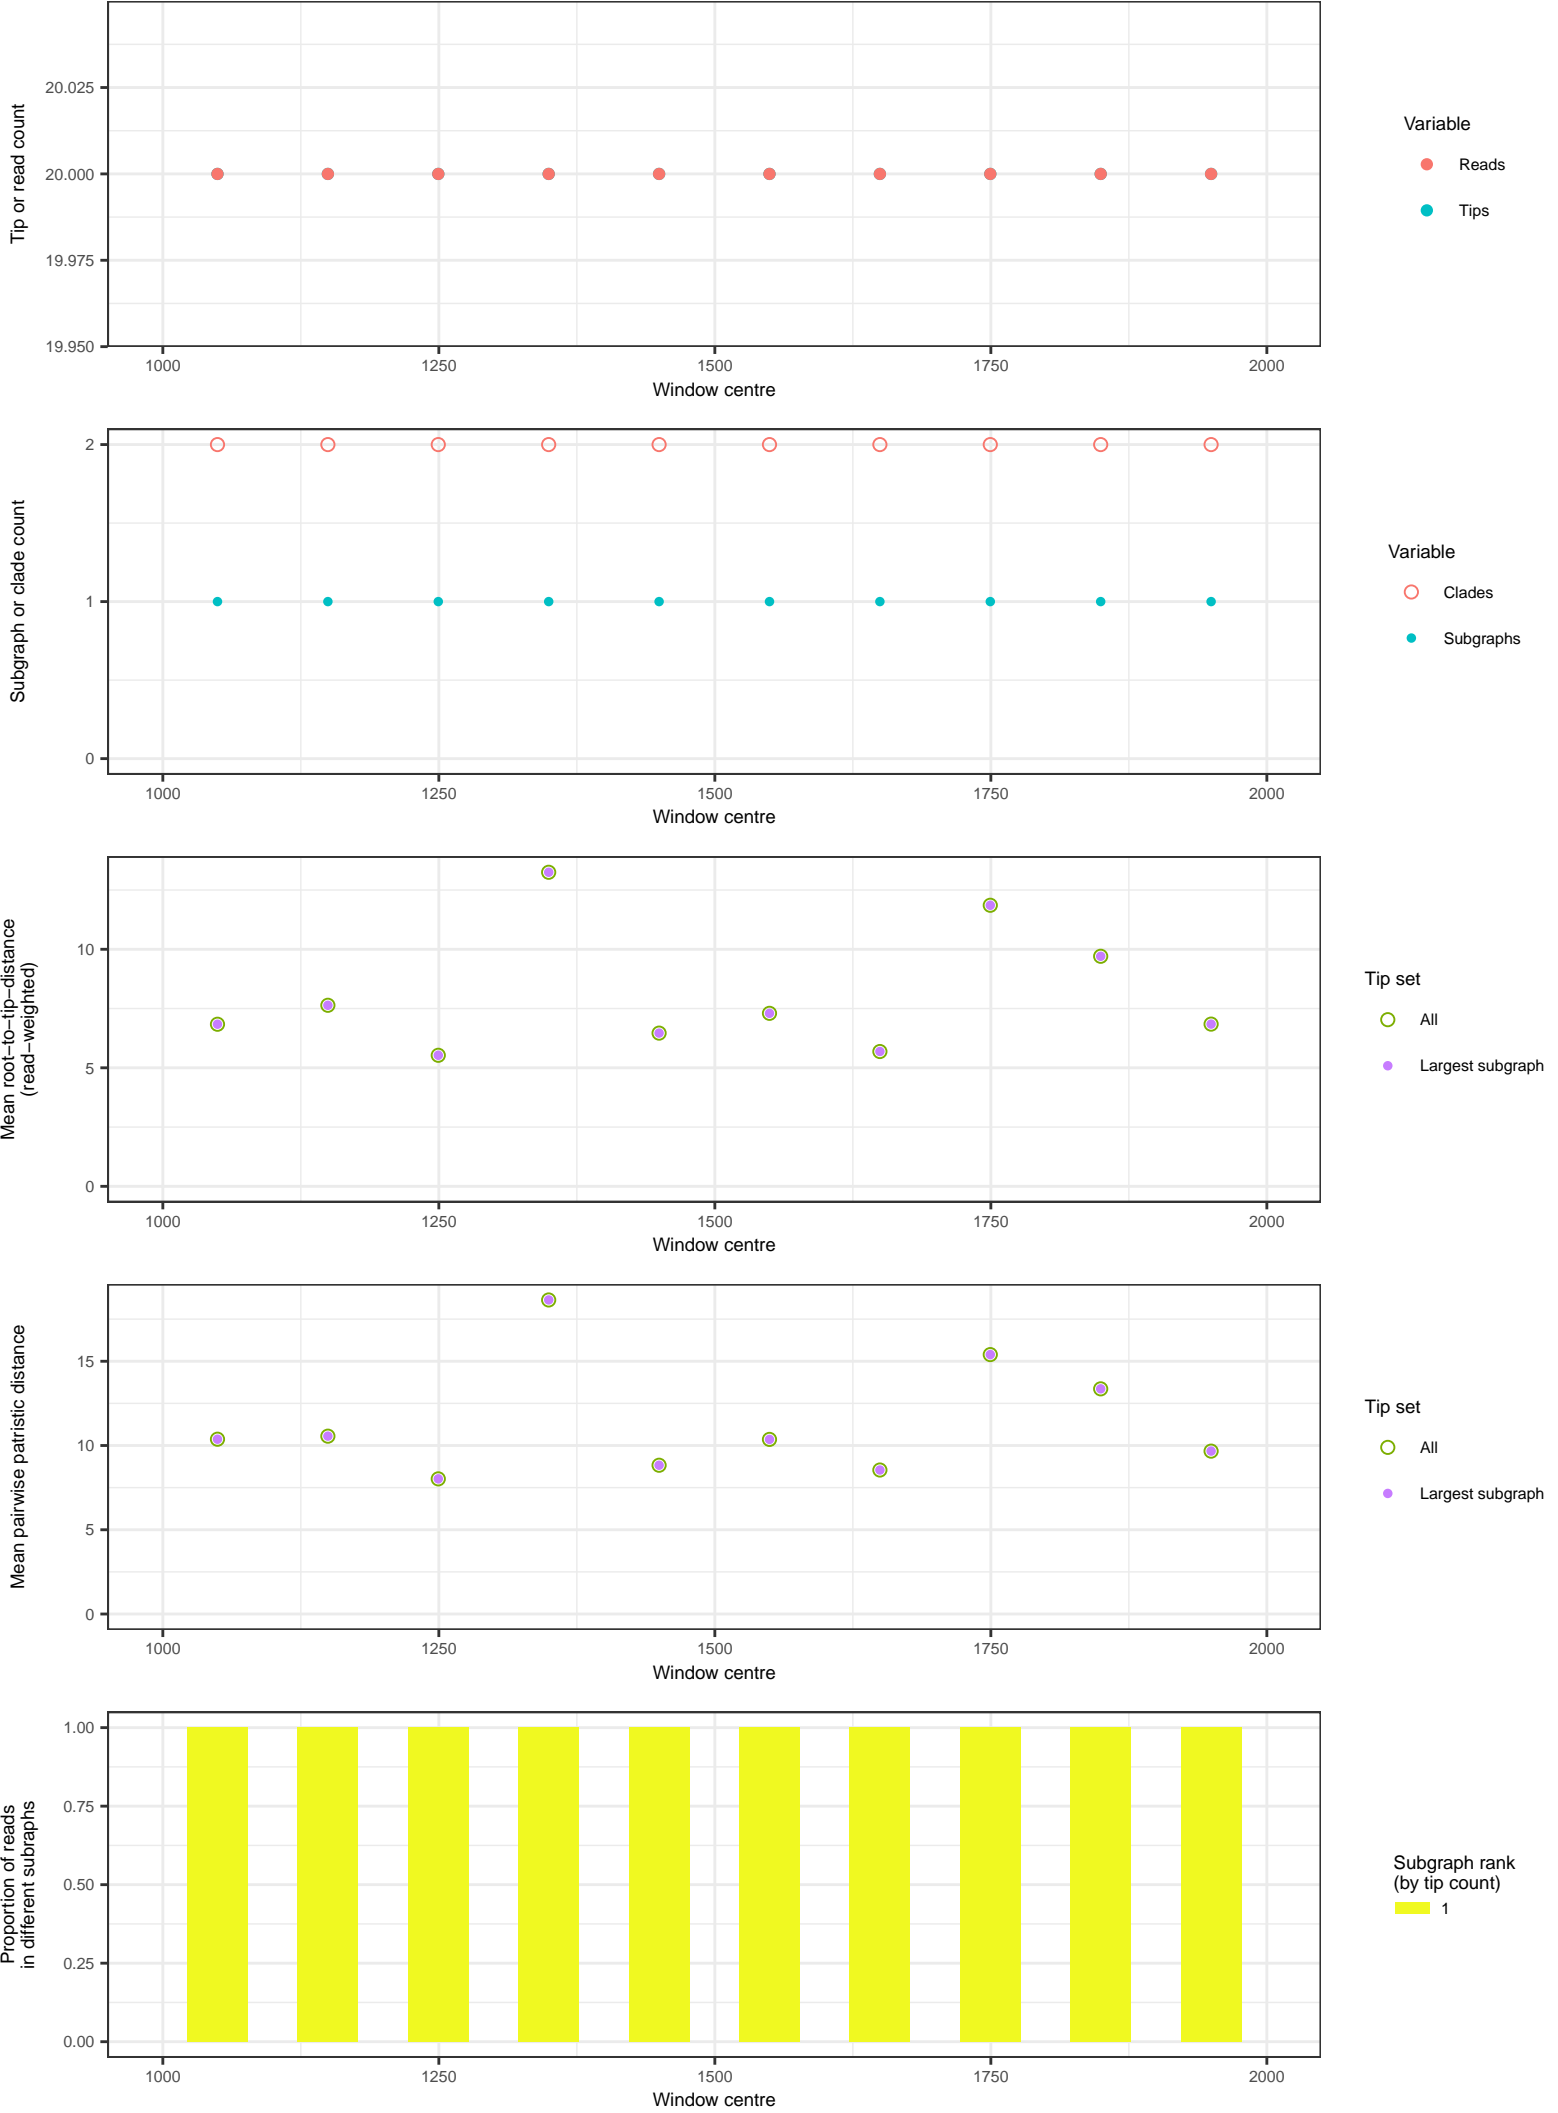 Tip or read count
20.025
20.000
19.975
19.950
1000 1250 1500 1750 2000
Window centre
Variable
Reads
Tips
Subgraph or clade count
2
1
0
1000 1250 1500 1750 2000
Window centre
Variable
Clades
Subgraphs
Mean root−to−tip−distance
(read−weighted)
10
5
0
1000 1250 1500 1750 2000
Window centre
Tip set
All
Largest subgraph
Mean pairwise patristic distance
15
10
5
0
1000 1250 1500 1750 2000
Window centre
Tip set
All
Largest subgraph
Proportion of reads
in different subraphs
1.00
0.75
0.50
0.25
0.00
1000 1250 1500 1750 2000
Window centre
Subgraph rank
(by tip count)
1